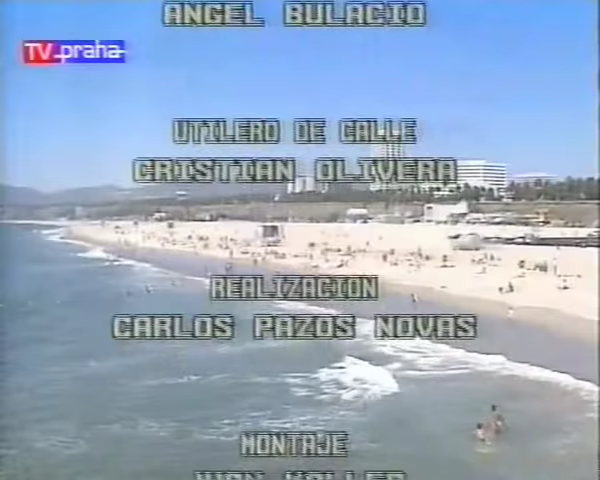 ANGEL BULACIO
TV praha
UTILERO DE CALLE
CRISTIAN OLIVERA
REALIZACION
CARLOS PAZOS NOVAS
MONTAJE